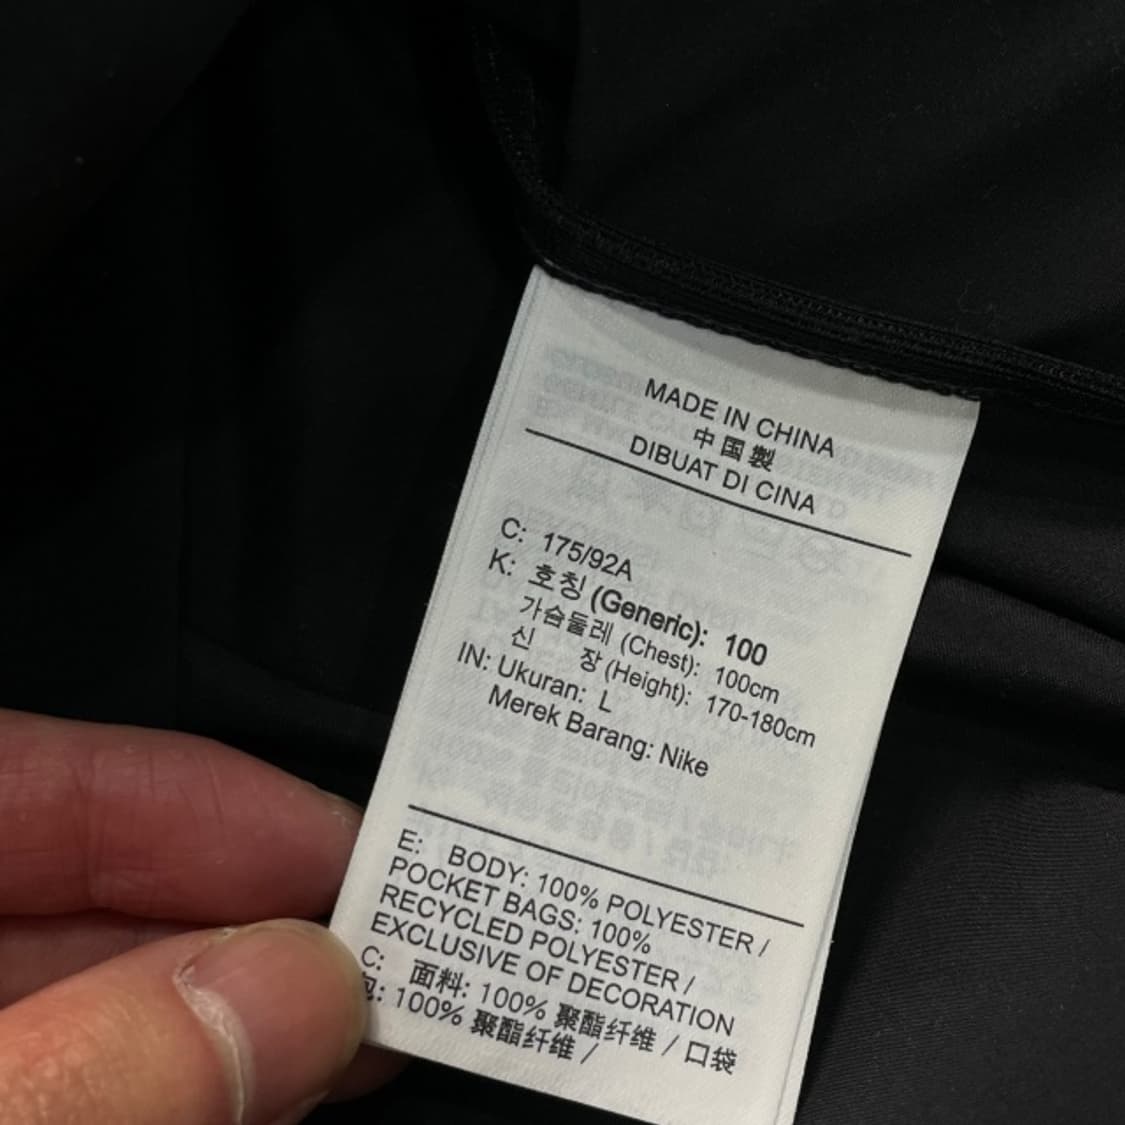 MADE IN CHINA
中国製
DIBUAT DI CINA
C: 175/92A
K: 호칭 (Generic): 100
가슴둘레 (Chest): 100cm
신 장 (Height): 170-180cm
IN: Ukuran: L
Merek Barang: Nike
E: BODY: 100% POLYESTER /
POCKET BAGS: 100%
RECYCLED POLYESTER /
EXCLUSIVE OF DECORATION
C: 面料: 100% 聚酯纤维 / 口袋
: 100% 聚酯纤维 /